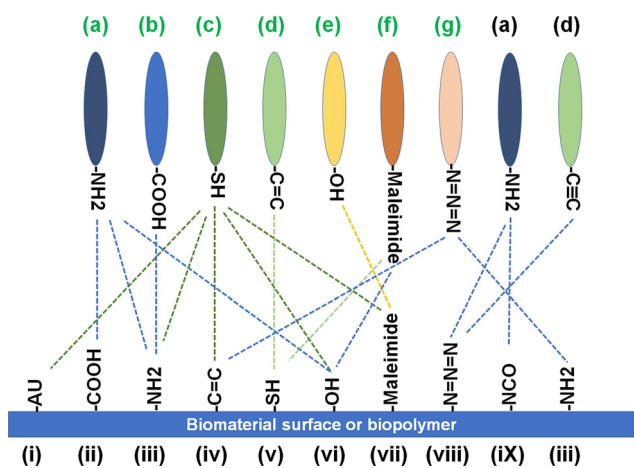 (a) (b) (c) (d) (e) (f) (g) (a) (d)
-NH2 -COOH -SH -C=C -OH -Maleimide -N=N=N -NH2 -C≡C
-AU -COOH -NH2 -C=C -SH -OH -Maleimide -N=N=N -NCO -NH2
Biomaterial surface or biopolymer
(i) (ii) (iii) (iv) (v) (vi) (vii) (viii) (iX) (iii)